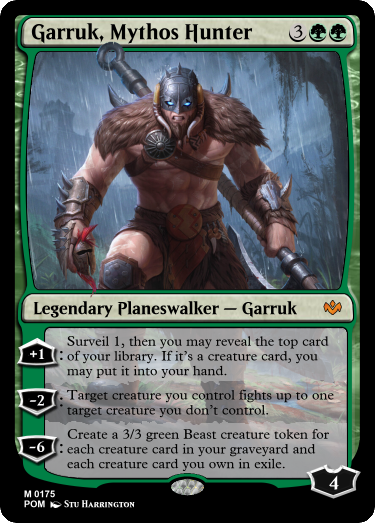 Garruk, Mythos Hunter 3
Legendary Planeswalker — Garruk
+1: Surveil 1, then you may reveal the top card
of your library. If it's a creature card, you
may put it into your hand.
-2: Target creature you control fights up to one
target creature you don't control.
-6: Create a 3/3 green Beast creature token for
each creature card in your graveyard and
each creature card you own in exile.
4
M 0175
POM Stu Harrington